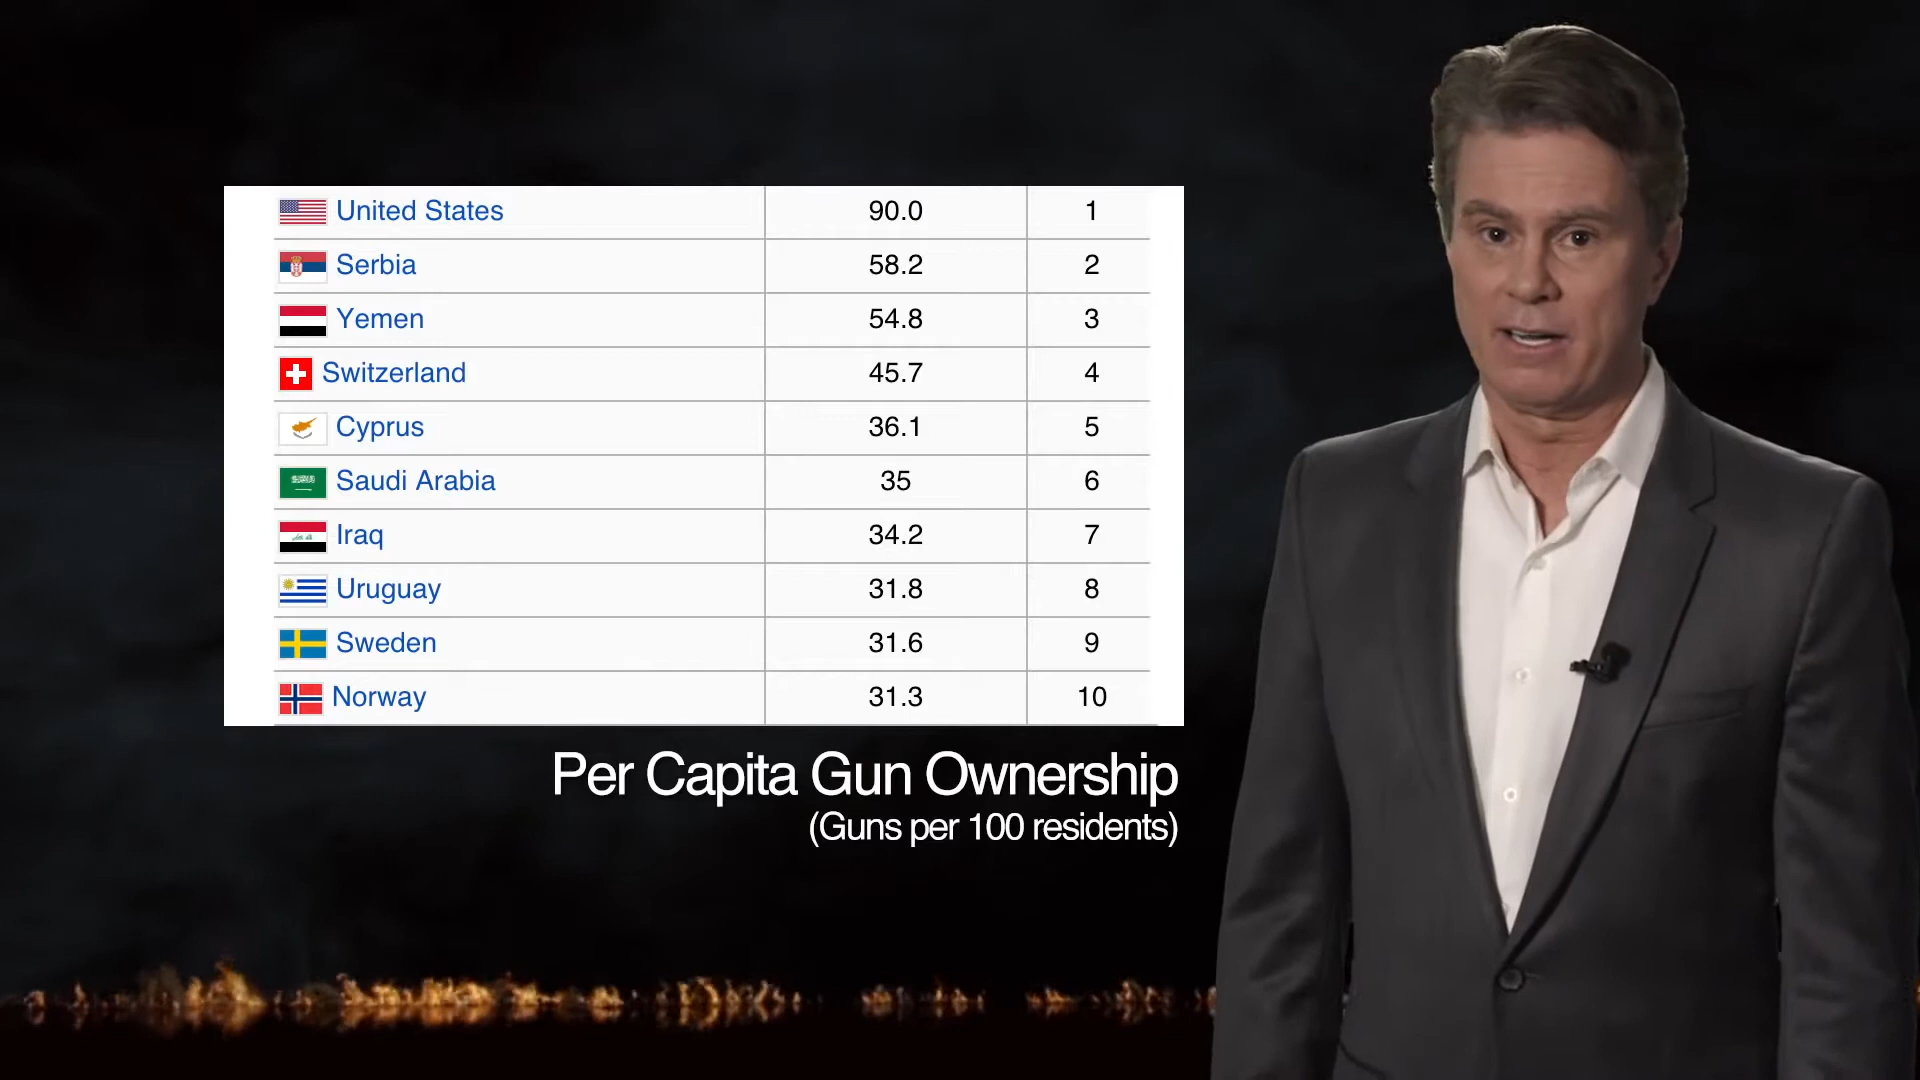 United States 90.0 1
Serbia 58.2 2
Yemen 54.8 3
Switzerland 45.7 4
Cyprus 36.1 5
Saudi Arabia 35 6
Iraq 34.2 7
Uruguay 31.8 8
Sweden 31.6 9
Norway 31.3 10
Per Capita Gun Ownership
(Guns per 100 residents)